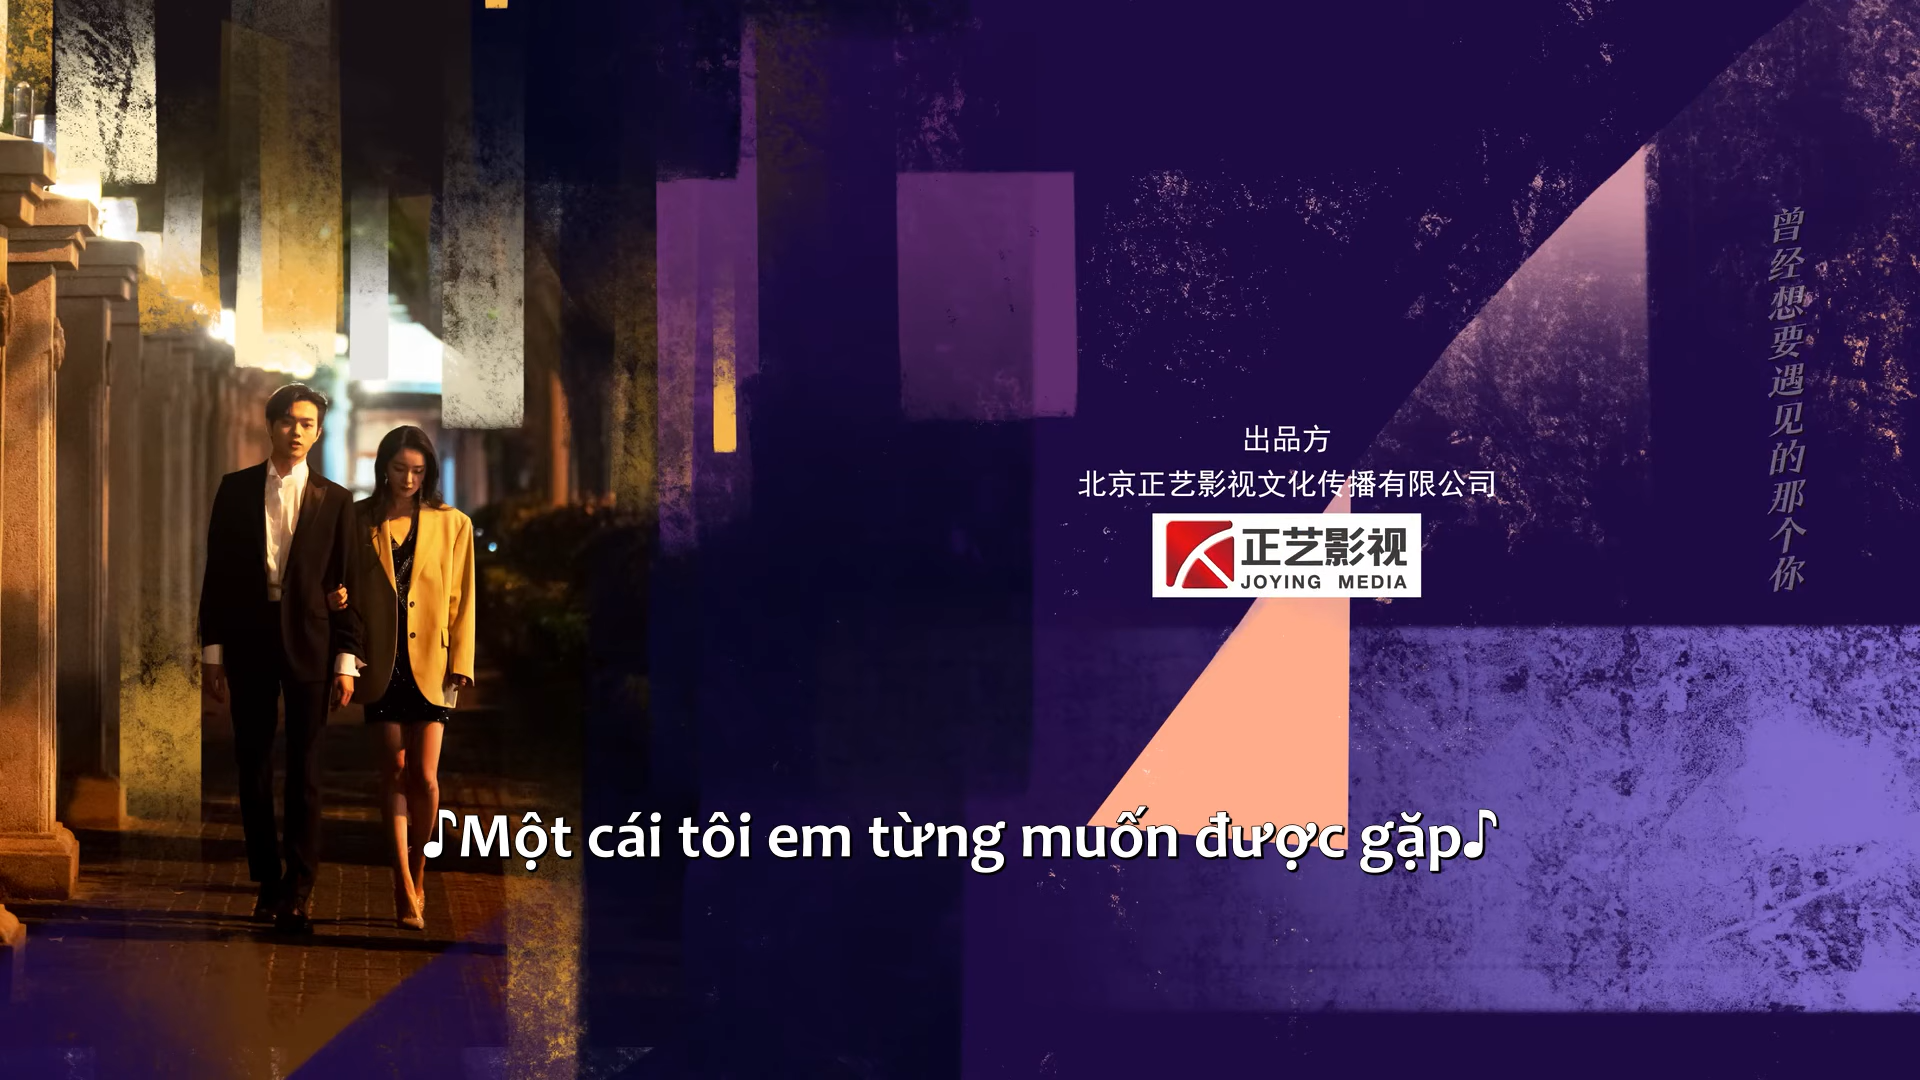 曾经想要遇见的那个你
出品方
北京正艺影视文化传播有限公司
正艺影视
JOYING MEDIA
♪Một cái tôi em từng muốn được gặp♪